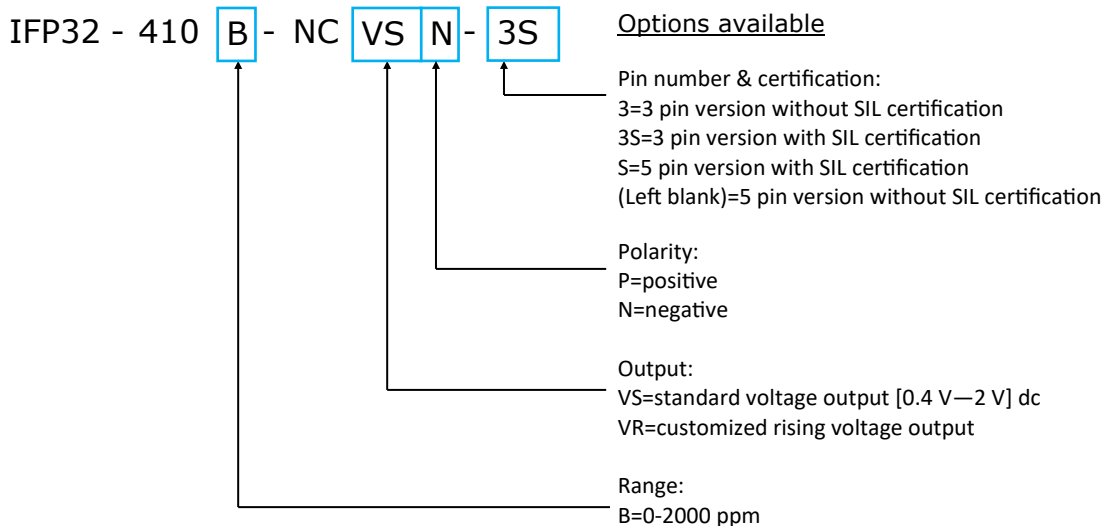 IFP32 - 410 B - NC VS N - 3S
Options available
Pin number & certification:
3=3 pin version without SIL certification
3S=3 pin version with SIL certification
S=5 pin version with SIL certification
(Left blank)=5 pin version without SIL certification
Polarity:
P=positive
N=negative
Output:
VS=standard voltage output [0.4 V—2 V] dc
VR=customized rising voltage output
Range:
B=0-2000 ppm